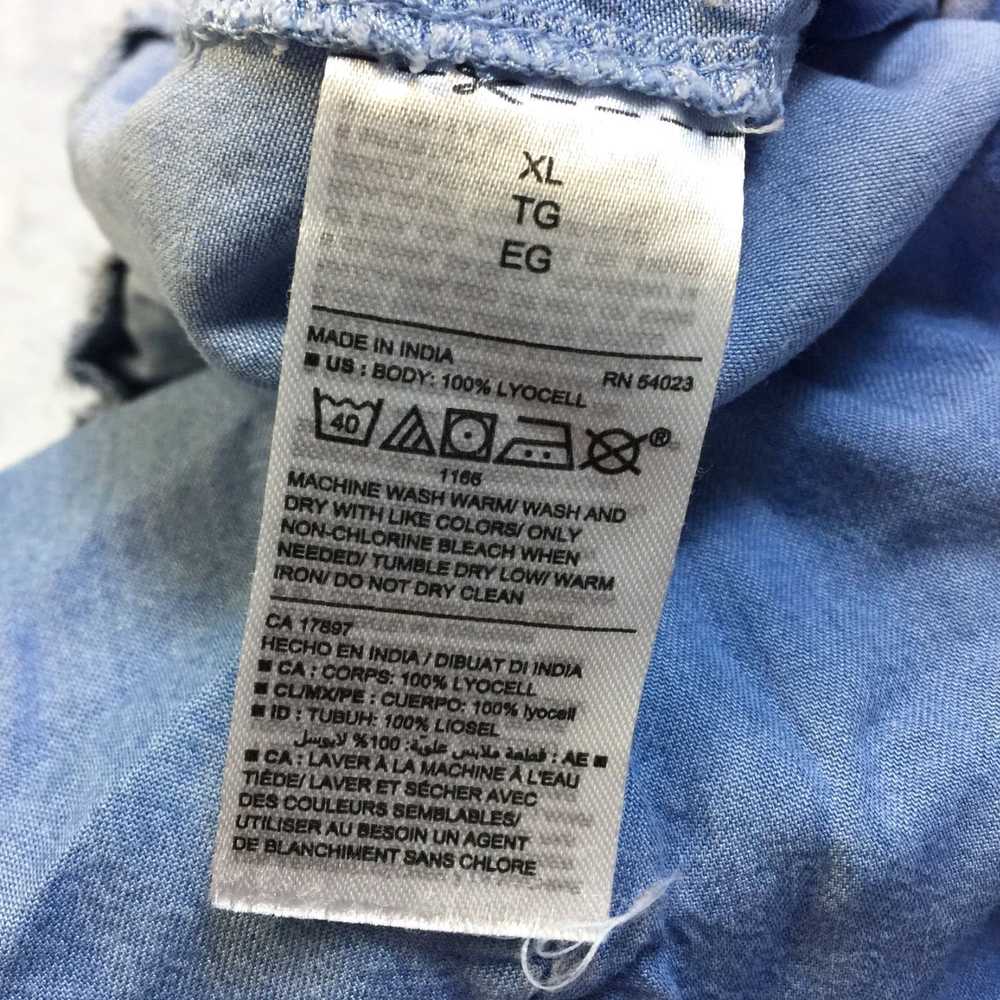 XL
TG
EG
MADE IN INDIA
RN 54023
■ US : BODY: 100% LYOCELL
40
®
1166
MACHINE WASH WARM/ WASH AND
DRY WITH LIKE COLORS/ ONLY
NON-CHLORINE BLEACH WHEN
NEEDED/ TUMBLE DRY LOW/ WARM
IRON/ DO NOT DRY CLEAN
CA 17897
HECHO EN INDIA / DIBUAT DI INDIA
■ CA : CORPS: 100% LYOCELL
■ CL/MX/PE : CUERPO: 100% lyocell
■ ID : TUBUH: 100% LIOSEL
■ AE : قطعة ملابس علوية: 100% لايوسل
■ CA : LAVER À LA MACHINE À L'EAU
TIÈDE/ LAVER ET SÉCHER AVEC
DES COULEURS SEMBLABLES/
UTILISER AU BESOIN UN AGENT
DE BLANCHIMENT SANS CHLORE